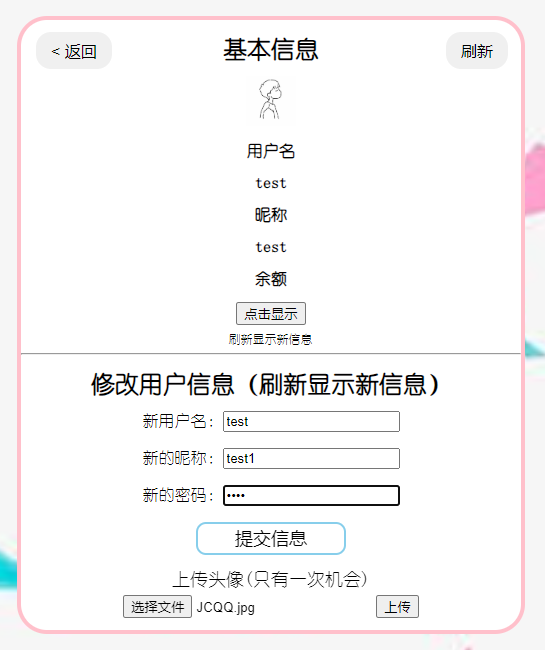 < 返回 基本信息 刷新
用户名
test
昵称
test
余额
点击显示
刷新显示新信息
修改用户信息（刷新显示新信息）
新用户名：test
新的昵称：test1
新的密码：••••
提交信息
上传头像(只有一次机会)
选择文件 JCQQ.jpg 上传